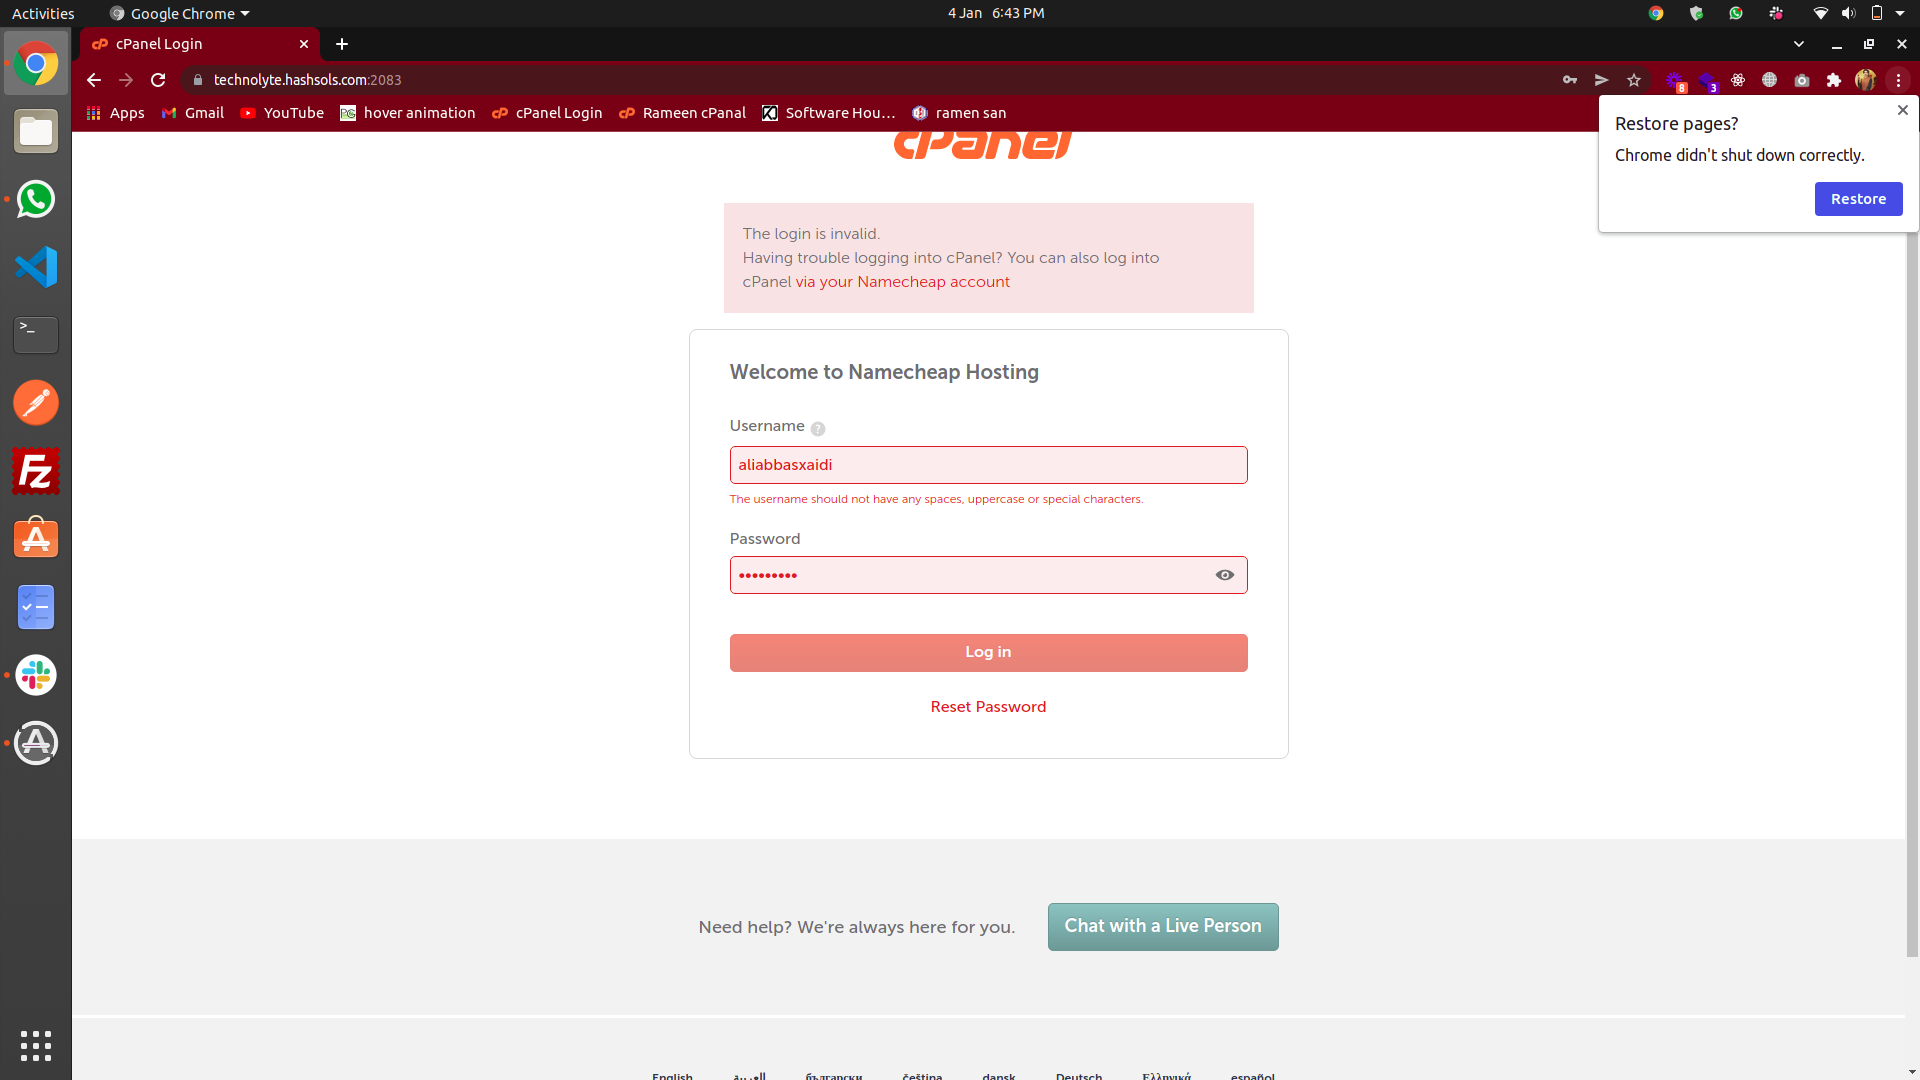 Activities
Google Chrome
4 Jan 6:43 PM
cPanel Login
technolyte.hashsols.com:2083
8
3
Apps
Gmail
YouTube
hover animation
cPanel Login
Rameen cPanal
Software Hou...
ramen san
Restore pages?
Chrome didn't shut down correctly.
Restore
cPanel
The login is invalid.
Having trouble logging into cPanel? You can also log into
cPanel via your Namecheap account
Welcome to Namecheap Hosting
Username ?
aliabbasxaidi
The username should not have any spaces, uppercase or special characters.
Password
•••••••••
Log in
Reset Password
Need help? We're always here for you.
Chat with a Live Person
English
العربية
български
čeština
dansk
Deutsch
Ελληνικά
español